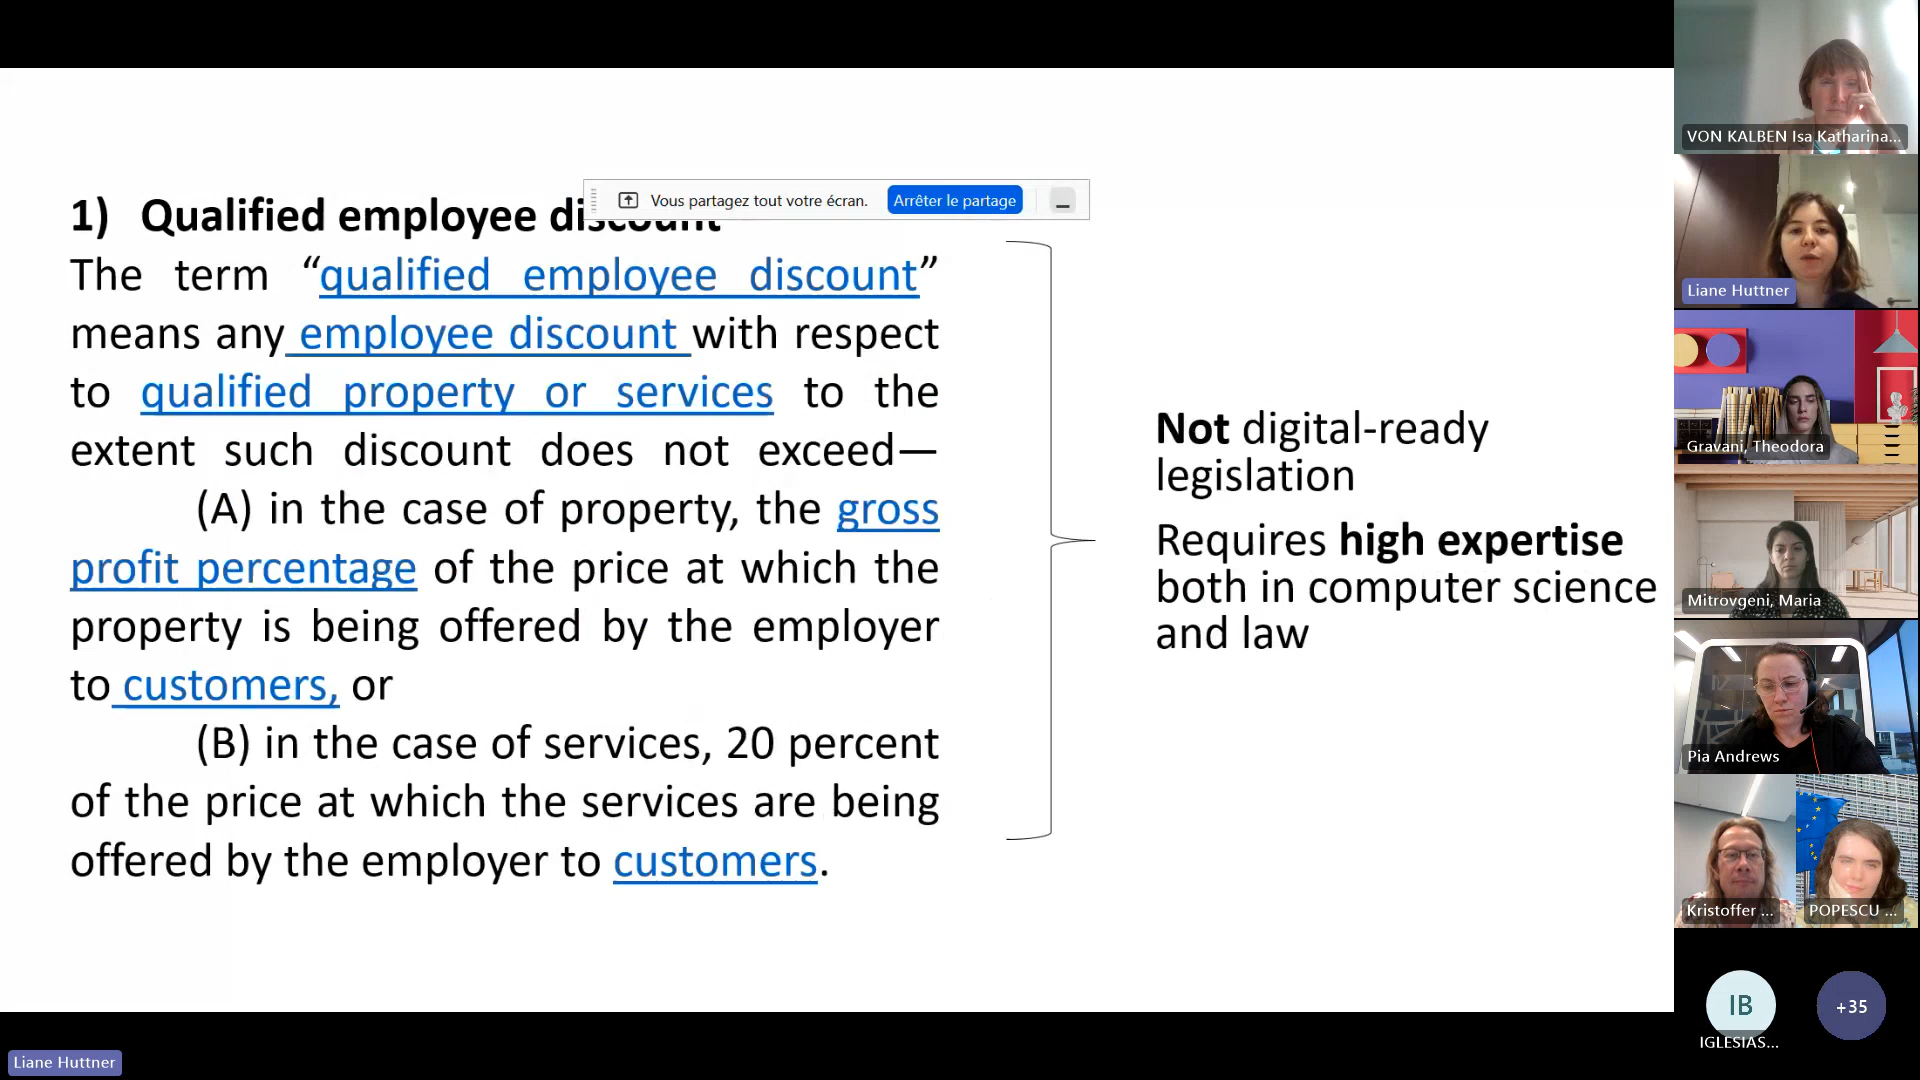 1) Qualified employee discount
Vous partagez tout votre écran. Arrêter le partage
The term “qualified employee discount”
means any employee discount with respect
to qualified property or services to the
extent such discount does not exceed—
(A) in the case of property, the gross
profit percentage of the price at which the
property is being offered by the employer
to customers, or
(B) in the case of services, 20 percent
of the price at which the services are being
offered by the employer to customers.
Not digital-ready
legislation
Requires high expertise
both in computer science
and law
VON KALBEN Isa Katharina...
Liane Huttner
Gravani, Theodora
Mitrovgeni, Maria
Pia Andrews
Kristoffer ...
POPESCU ...
IB
IGLESIAS...
+35
Liane Huttner